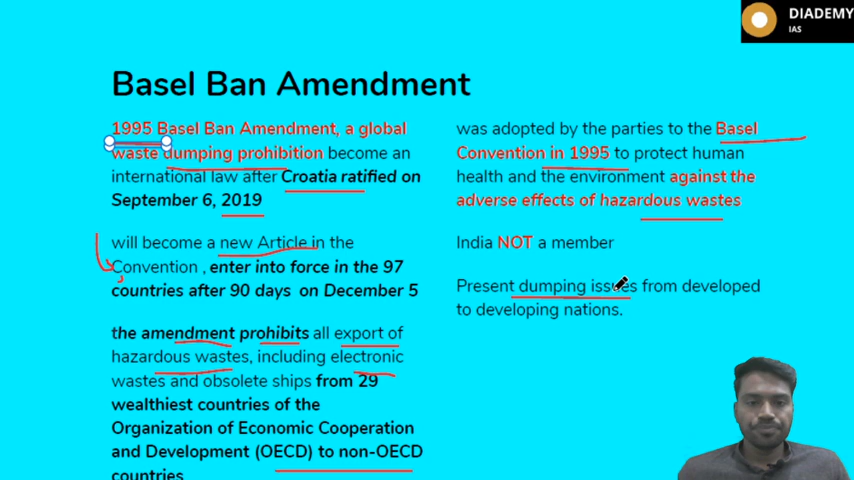 DIADEMY
IAS
Basel Ban Amendment
1995 Basel Ban Amendment, a global
waste dumping prohibition become an
international law after Croatia ratified on
September 6, 2019
will become a new Article in the
Convention , enter into force in the 97
countries after 90 days on December 5
the amendment prohibits all export of
hazardous wastes, including electronic
wastes and obsolete ships from 29
wealthiest countries of the
Organization of Economic Cooperation
and Development (OECD) to non-OECD
countries
was adopted by the parties to the Basel
Convention in 1995 to protect human
health and the environment against the
adverse effects of hazardous wastes
India NOT a member
Present dumping issues from developed
to developing nations.